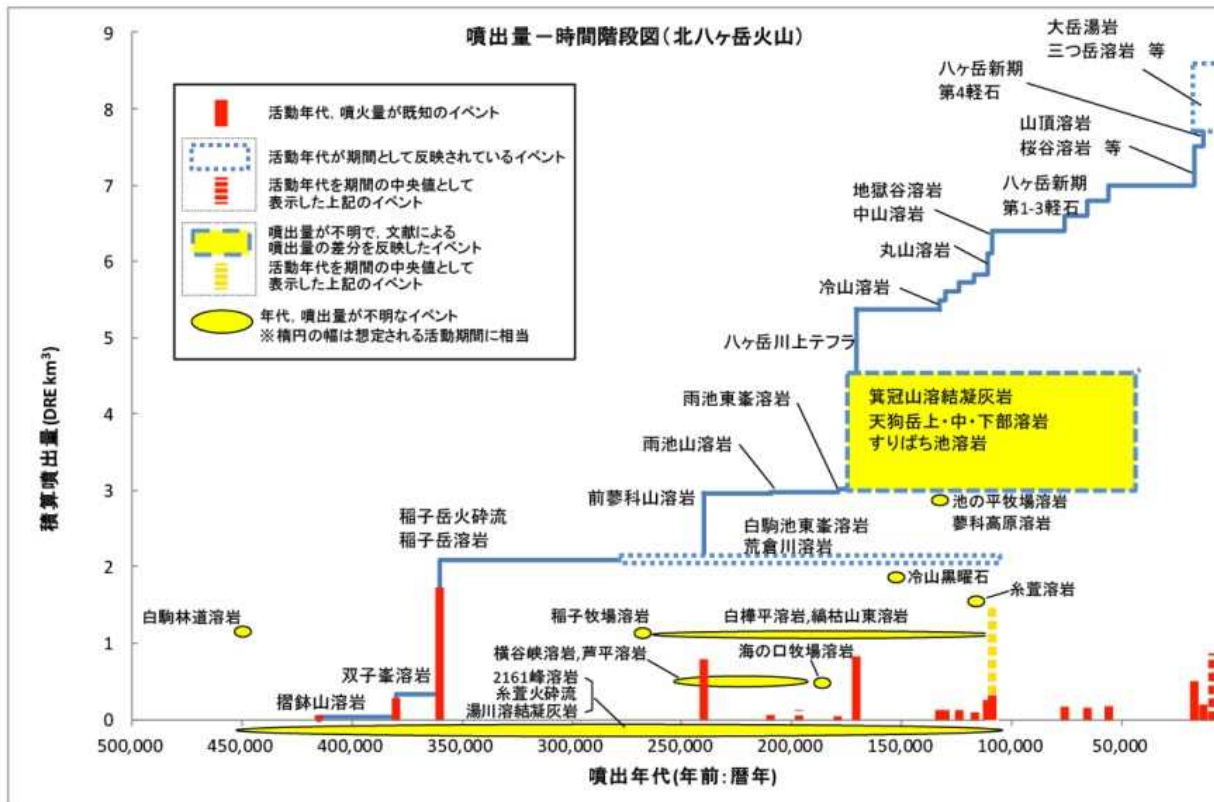 噴出量－時間階段図(北八ヶ岳火山)
9
8
7
6
5
4
3
2
1
0
積算噴出量(DRE km³)
活動年代，噴火量が既知のイベント
活動年代が期間として反映されているイベント
活動年代を期間の中央値として
表示した上記のイベント
噴出量が不明で，文献による
噴出量の差分を反映したイベント
活動年代を期間の中央値として
表示した上記のイベント
年代，噴出量が不明なイベント
※楕円の幅は想定される活動期間に相当
大岳湯岩
三つ岳溶岩 等
八ヶ岳新期
第4軽石
山頂溶岩
桜谷溶岩 等
八ヶ岳新期
第1-3軽石
地獄谷溶岩
中山溶岩
丸山溶岩
冷山溶岩
八ヶ岳川上テフラ
箕冠山溶結凝灰岩
天狗岳上・中・下部溶岩
すりばち池溶岩
雨池東峯溶岩
雨池山溶岩
前蓼科山溶岩
池の平牧場溶岩
蓼科高原溶岩
稲子岳火砕流
稲子岳溶岩
白駒池東峯溶岩
荒倉川溶岩
冷山黒曜石
糸萱溶岩
白駒林道溶岩
稲子牧場溶岩
白樺平溶岩,縞枯山東溶岩
横谷峡溶岩,芦平溶岩
海の口牧場溶岩
双子峯溶岩
2161峰溶岩
糸萱火砕流
湯川溶結凝灰岩
摺鉢山溶岩
500,000
450,000
400,000
350,000
300,000
250,000
200,000
150,000
100,000
50,000
噴出年代(年前:暦年)